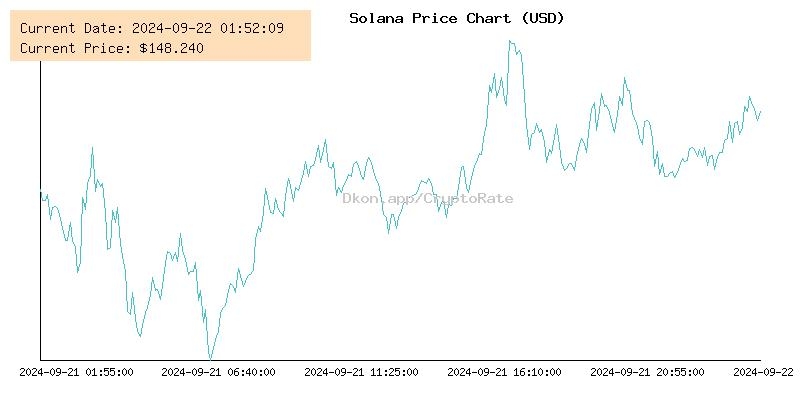 Solana Price Chart (USD)
Current Date: 2024-09-22 01:52:09
Current Price: $148.240
Dkon.app/CryptoRate
2024-09-21 01:55:00
2024-09-21 06:40:00
2024-09-21 11:25:00
2024-09-21 16:10:00
2024-09-21 20:55:00
2024-09-22